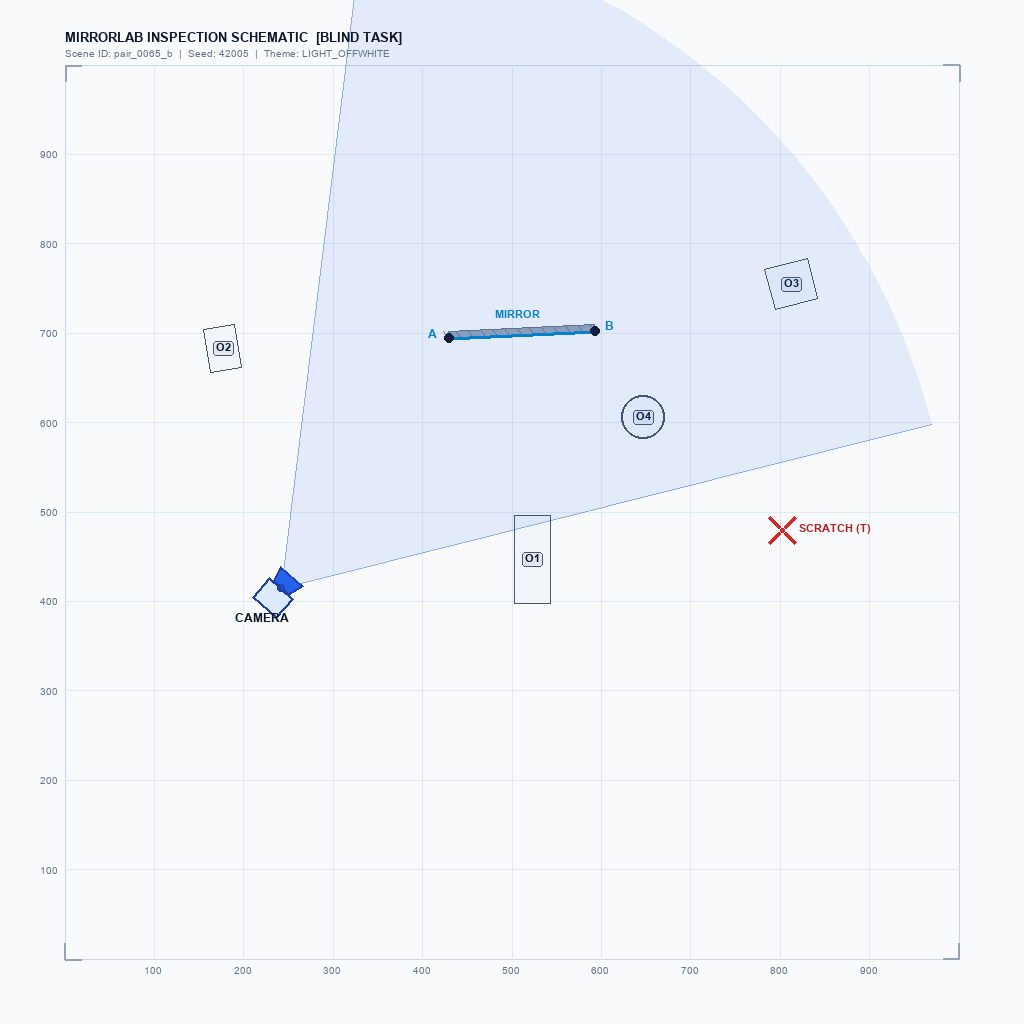 MIRRORLAB INSPECTION SCHEMATIC  [BLIND TASK]
Scene ID: pair_0065_b  |  Seed: 42005  |  Theme: LIGHT_OFFWHITE
900
800
O3
MIRROR
A
B
700
O2
600
O4
500
SCRATCH (T)
O1
400
CAMERA
300
200
100
100 200 300 400 500 600 700 800 900